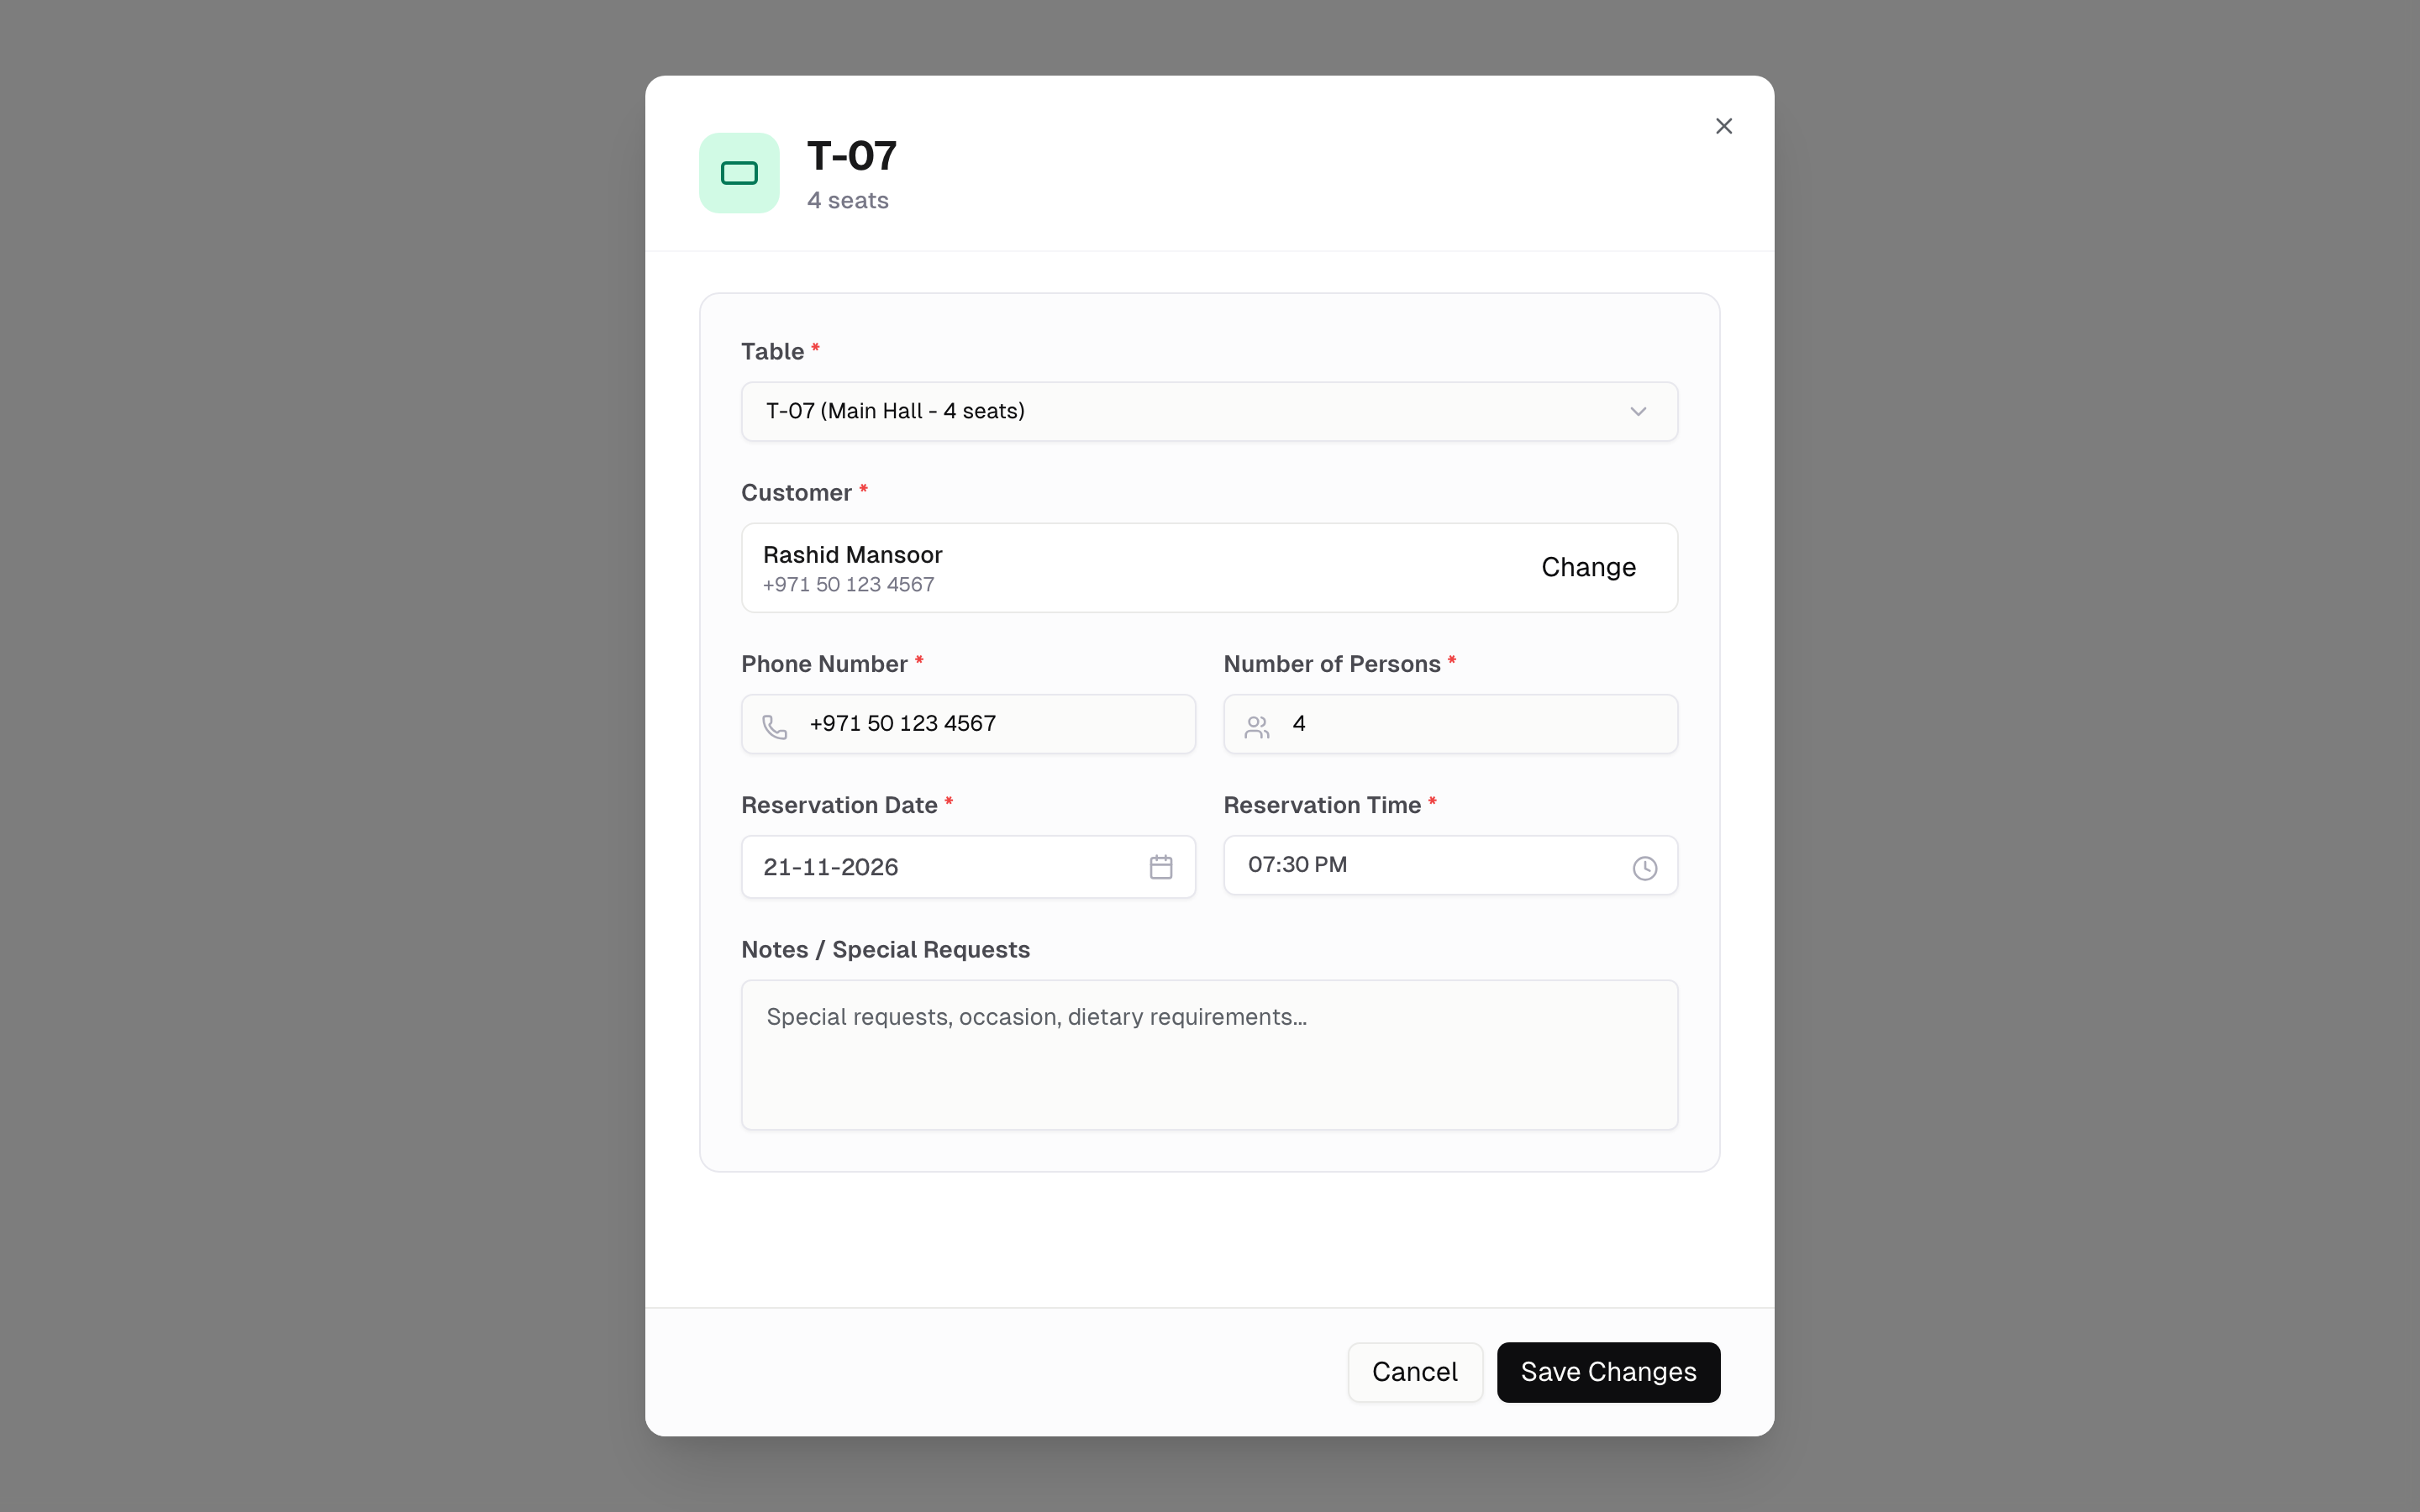 T-07
4 seats
Table *
T-07 (Main Hall - 4 seats)
Customer *
Rashid Mansoor
+971 50 123 4567
Change
Phone Number *
Number of Persons *
+971 50 123 4567
4
Reservation Date *
Reservation Time *
21-11-2026
07:30 PM
Notes / Special Requests
Special requests, occasion, dietary requirements...
Cancel
Save Changes